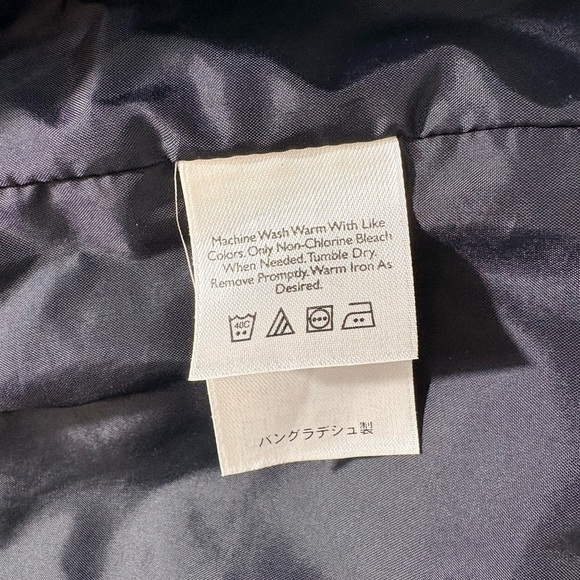 Machine Wash Warm With Like
Colors. Only Non-Chlorine Bleach
When Needed. Tumble Dry.
Remove Promptly. Warm Iron As
Desired.
40C
バングラデシュ製